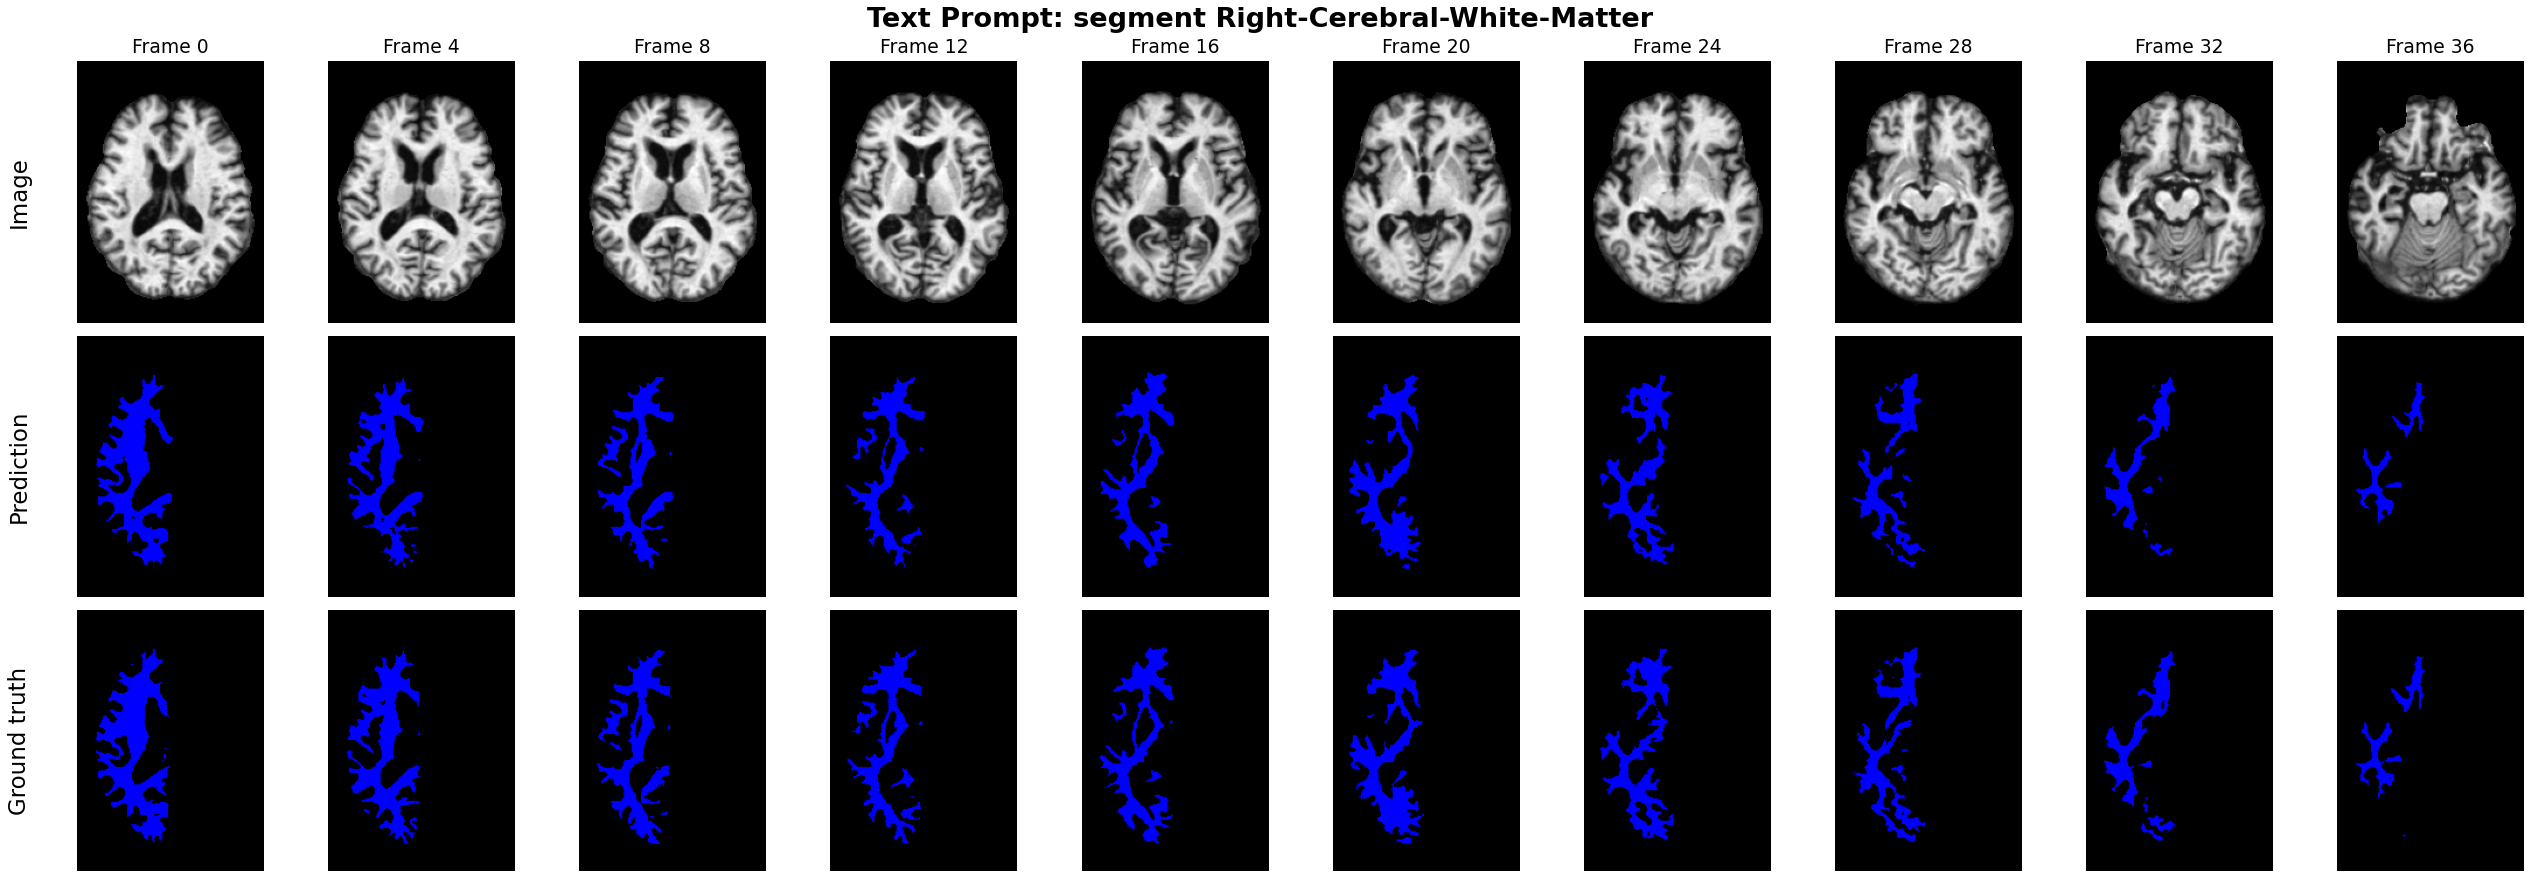 Text Prompt: segment Right-Cerebral-White-Matter
Frame 0 Frame 4 Frame 8 Frame 12 Frame 16 Frame 20 Frame 24 Frame 28 Frame 32 Frame 36
Image
Prediction
Ground truth